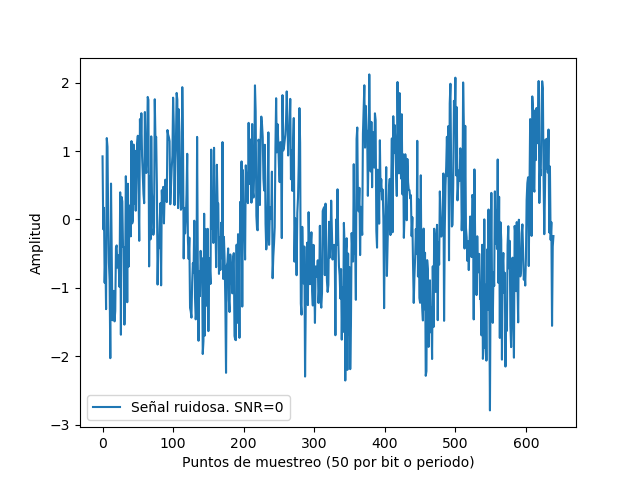 2
1
0
−1
−2
−3
Amplitud
Señal ruidosa. SNR=0
0 100 200 300 400 500 600
Puntos de muestreo (50 por bit o periodo)